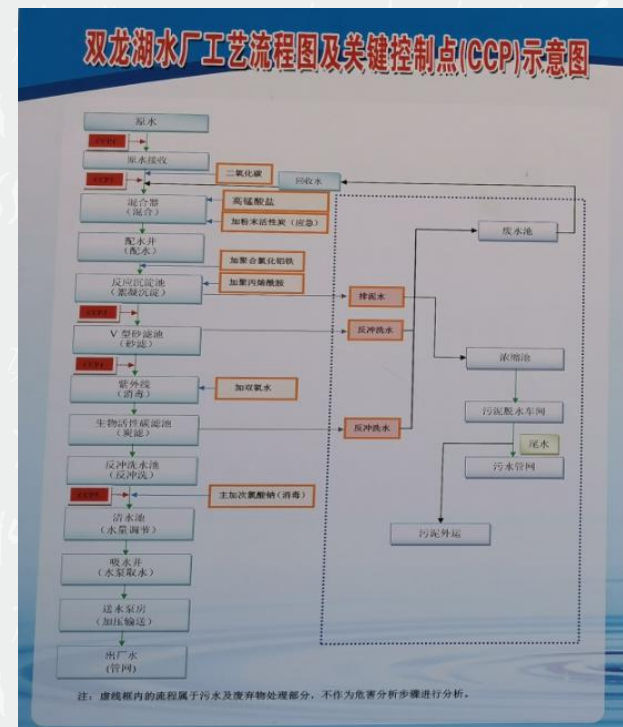 双龙湖水厂工艺流程图及关键控制点(CCP)示意图
原水
CCP1
原水接收
二氧化碳
回收水
混合器
（混合）
高锰酸盐
加粉末活性炭（应急）
废水池
配水井
（配水）
加聚合氯化铝铁
反应沉淀池
（絮凝沉淀）
加聚丙烯酰胺
排泥水
V型砂滤池
（砂滤）
反冲洗水
浓缩池
紫外线
（消毒）
加双氧水
污泥脱水车间
生物活性碳滤池
（炭滤）
反冲洗水
尾水
反冲洗水池
（反冲洗）
污水管网
主加次氯酸钠（消毒）
清水池
（水量调节）
污泥外运
吸水井
（水泵取水）
送水泵房
（加压输送）
出厂水
(管网)
注：虚线框内的流程属于污水及废弃物处理部分，不作为危害分析步骤进行分析。